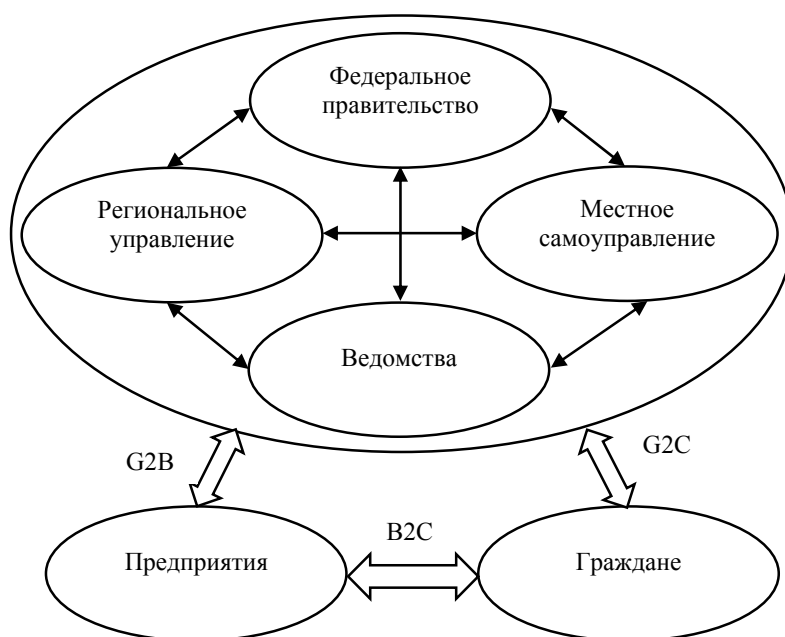 Федеральное
правительство
Региональное
управление
Местное
самоуправление
Ведомства
G2B
G2C
B2C
Предприятия
Граждане